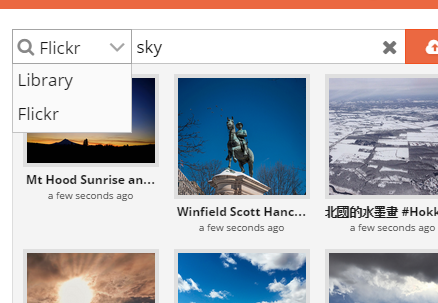 Flickr
sky
Library
Flickr
Mt Hood Sunrise an...
a few seconds ago
Winfield Scott Hanc...
a few seconds ago
北國的水墨畫 #Hokk
a few seconds ago